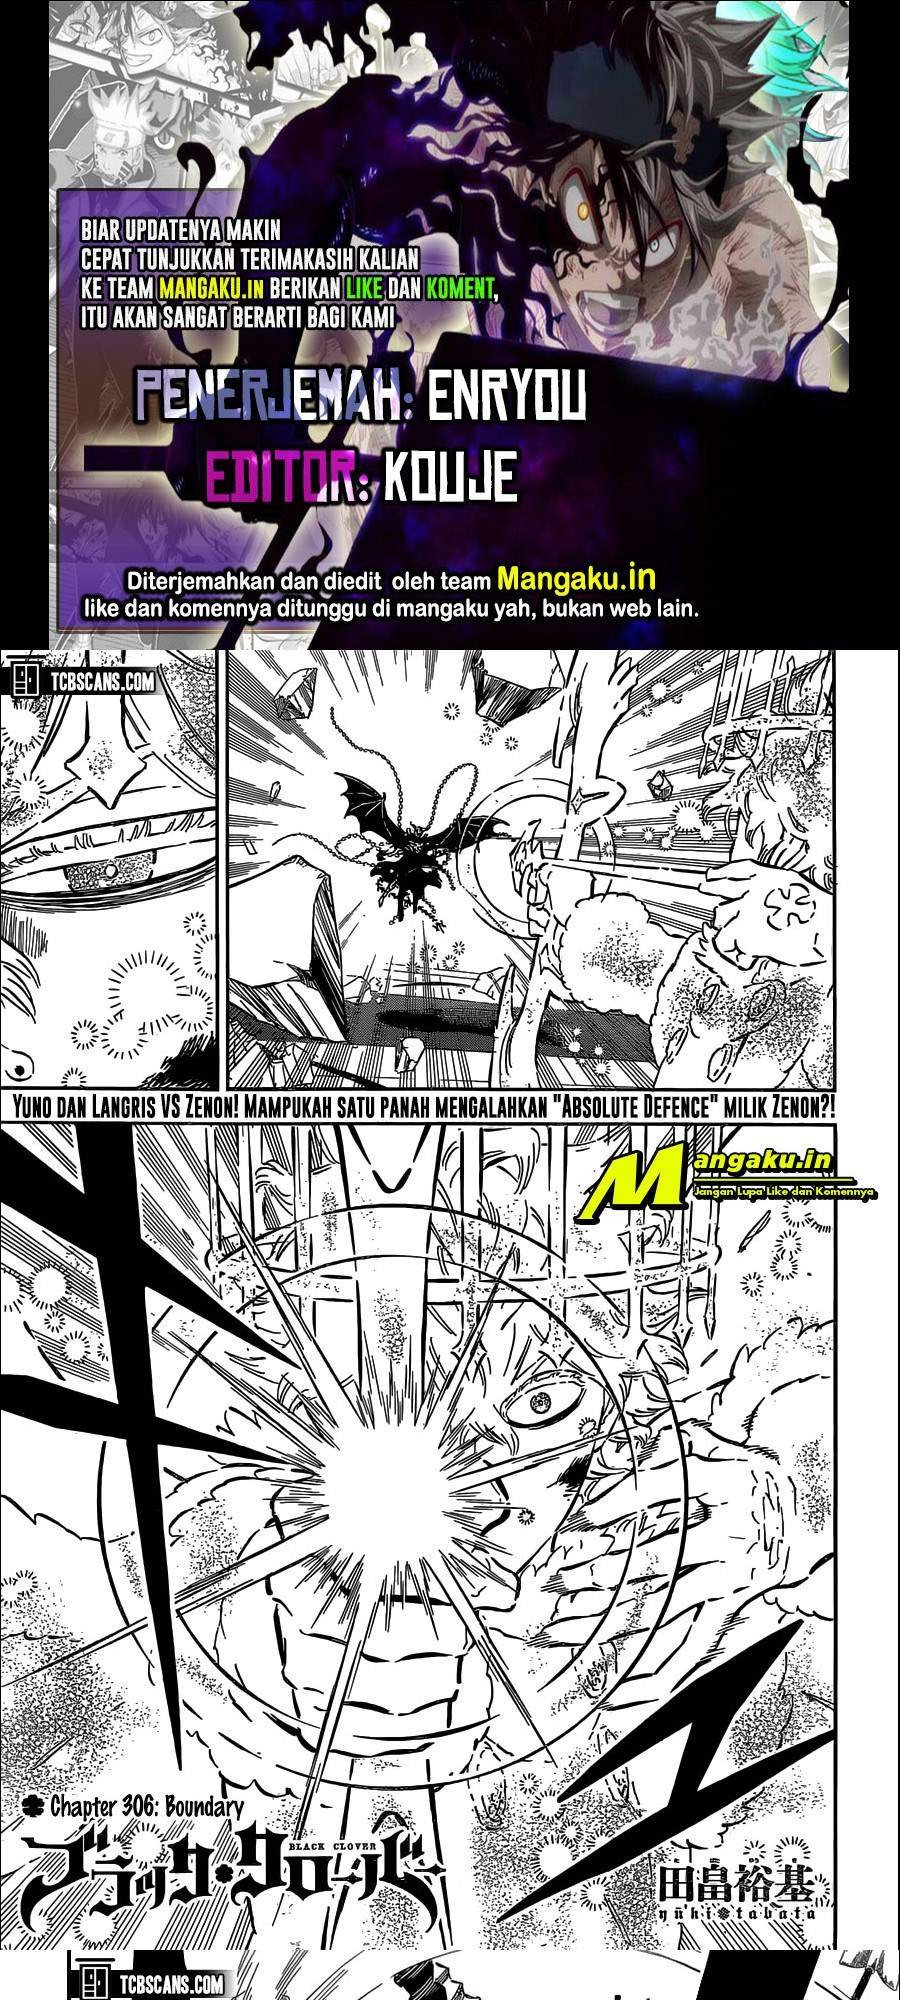 BIAR UPDATENYA MAKIN
CEPAT TUNJUKKAN TERIMAKASIH KALIAN
KE TEAM MANGAKU.IN BERIKAN LIKE DAN KOMENT,
ITU AKAN SANGAT BERARTI BAGI KAMI
PENERJEMAH: ENRYOU
EDITOR: KOUJE
Diterjemahkan dan diedit oleh team Mangaku.in
like dan komennya ditunggu di mangaku yah, bukan web lain.
TCBSCANS.COM
Yuno dan Langris VS Zenon! Mampukah satu panah mengalahkan "Absolute Defence" milik Zenon?!
Mangaku.in
Jangan Lupa Like dan Komennya
Chapter 306: Boundary
BLACK CLOVER
ブラッククローバー
田畠裕基
yūki tabata
TCBSCANS.COM